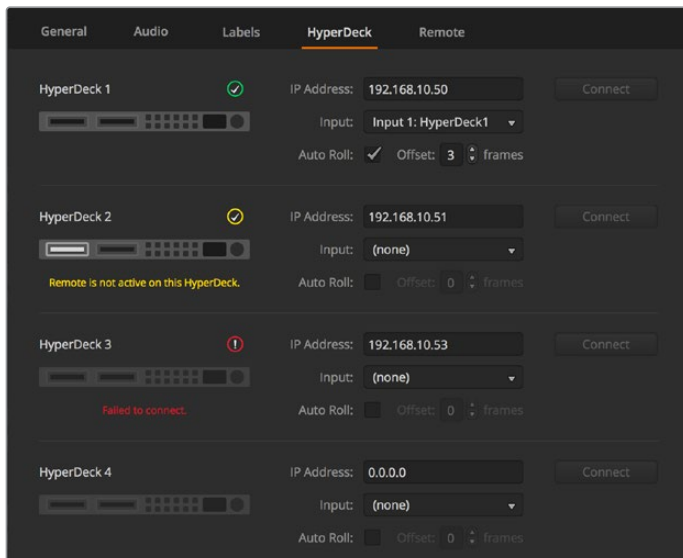 General Audio Labels HyperDeck Remote
HyperDeck 1 IP Address: 192.168.10.50 Connect
Input: Input 1: HyperDeck1
Auto Roll: Offset: 3 frames
HyperDeck 2 IP Address: 192.168.10.51 Connect
Input: (none)
Remote is not active on this HyperDeck. Auto Roll: Offset: 0 frames
HyperDeck 3 IP Address: 192.168.10.53 Connect
Input: (none)
Failed to connect. Auto Roll: Offset: 0 frames
HyperDeck 4 IP Address: 0.0.0.0 Connect
Input: (none)
Auto Roll: Offset: 0 frames